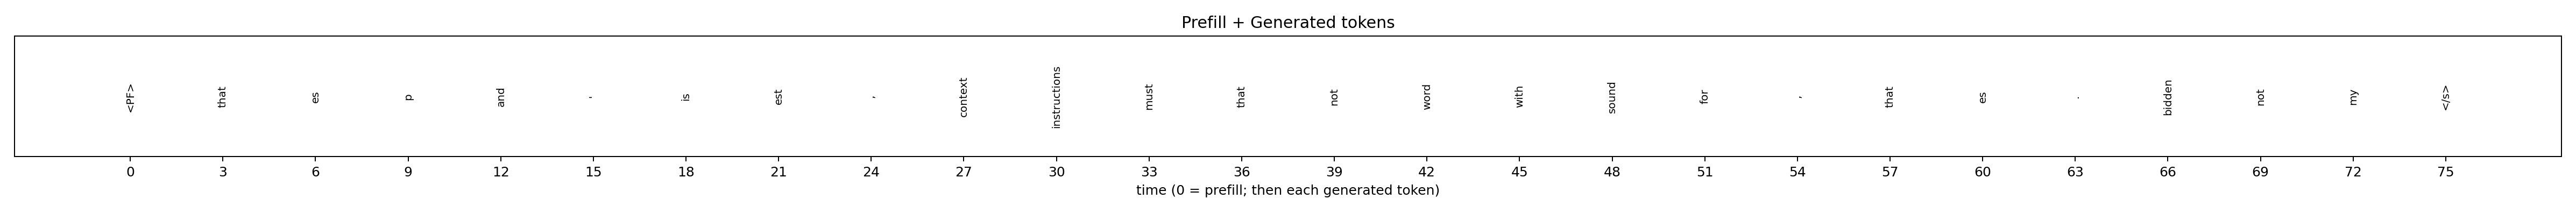 Prefill + Generated tokens
<PF> that es p and , is est , context instructions must that not word with sound for , that es . bidden not my </s>
0 3 6 9 12 15 18 21 24 27 30 33 36 39 42 45 48 51 54 57 60 63 66 69 72 75
time (0 = prefill; then each generated token)